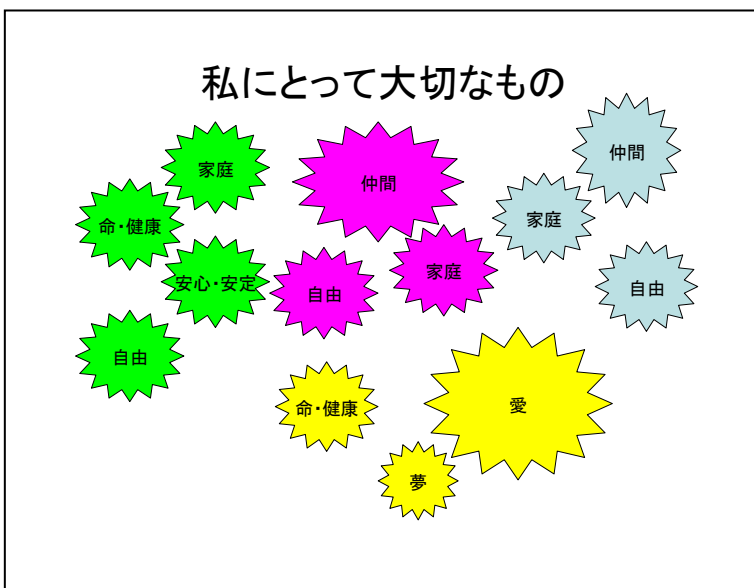 私にとって大切なもの
家庭
命・健康
安心・安定
自由
仲間
自由
家庭
仲間
家庭
自由
命・健康
愛
夢